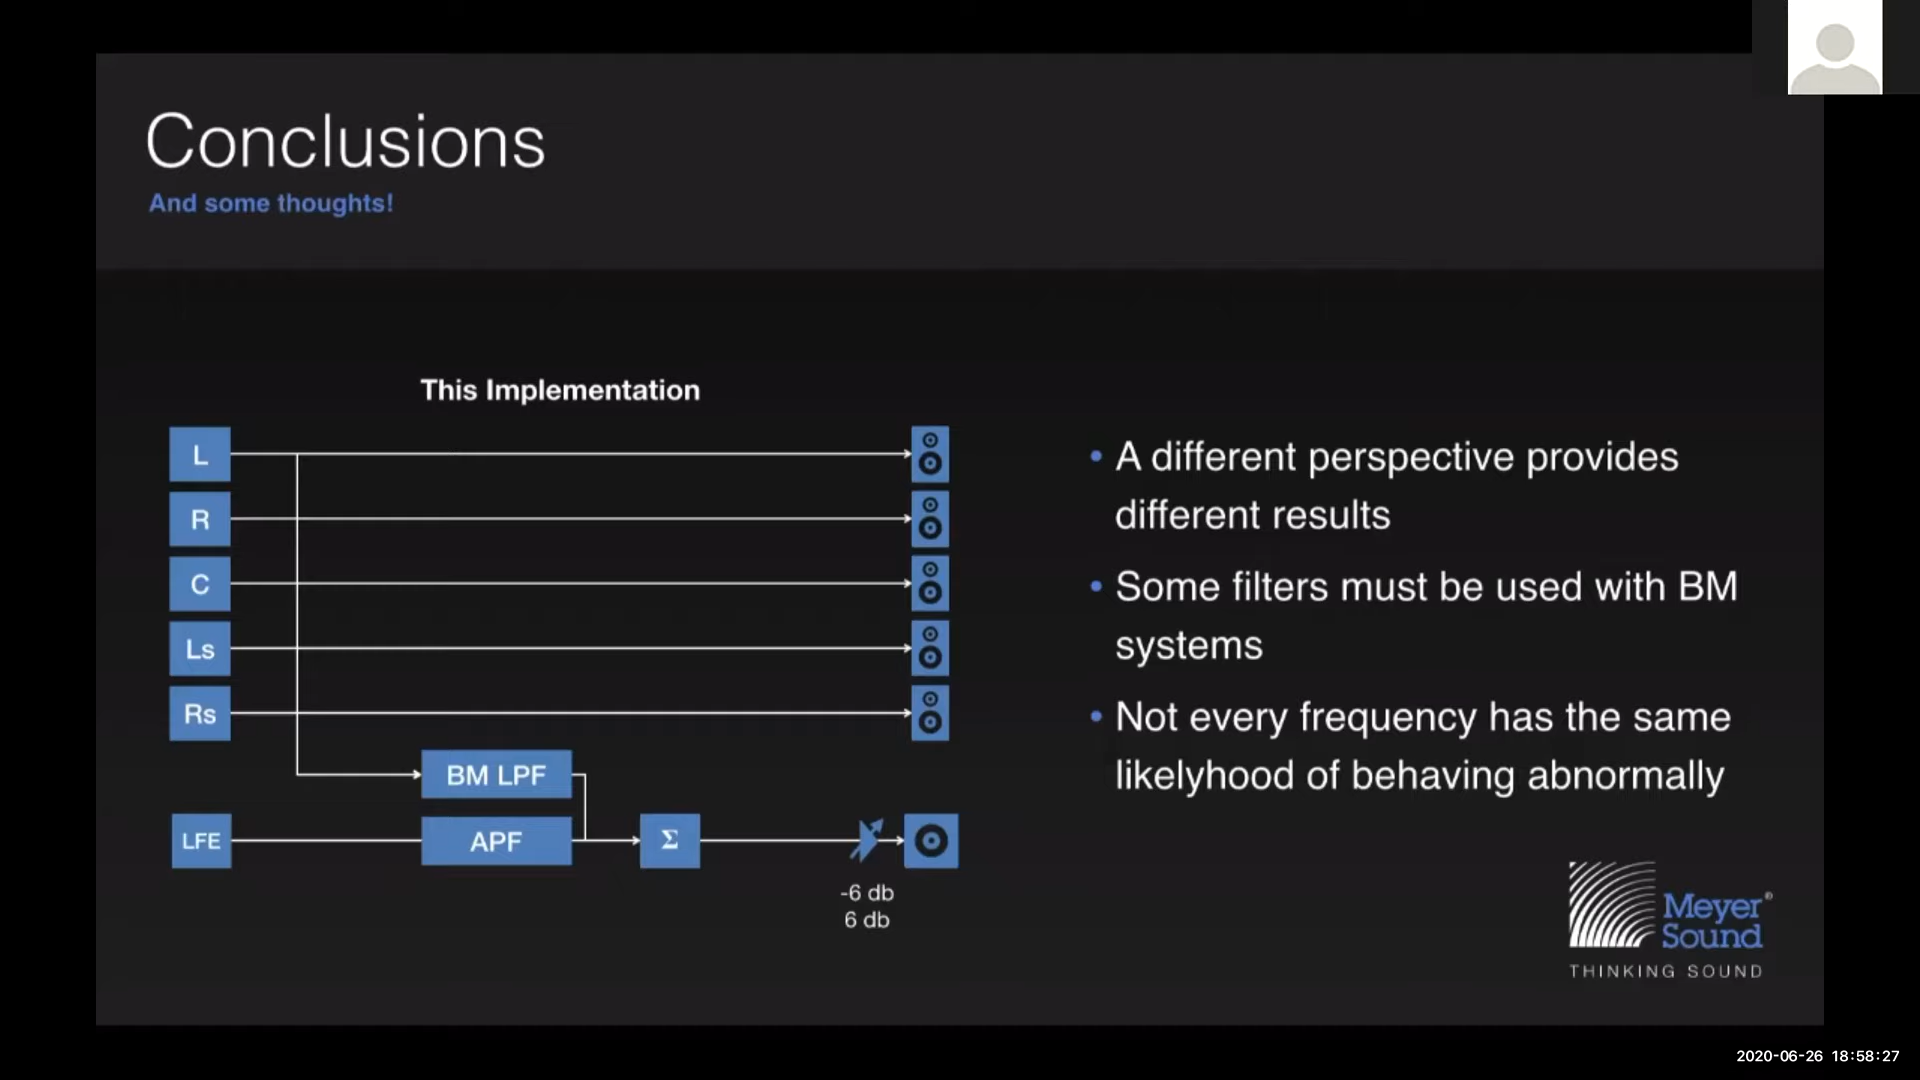 Conclusions
And some thoughts!
This Implementation
L
R
C
Ls
Rs
BM LPF
LFE
APF
Σ
-6 db
6 db
• A different perspective provides
different results
• Some filters must be used with BM
systems
• Not every frequency has the same
likelyhood of behaving abnormally
Meyer®
Sound
THINKING SOUND
2020-06-26 18:58:27